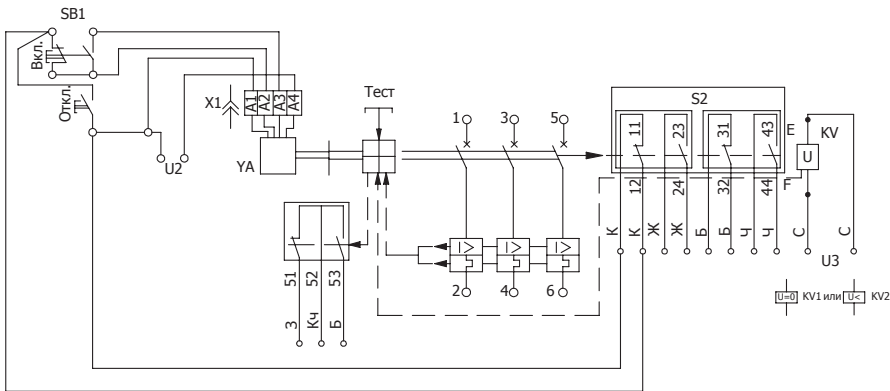 SB1
Вкл.
Откл.
X1
A1 A2 A3 A4
U2
YA
Тест
1 3 5
S2
11 23 31 43
E
KV
U
12 24 32 44
F
К К Ж Ж Б Б Ч Ч С С
U3
I> I> I>
2 4 6
51 52 53
З Кч Б
U=0 KV1 или U< KV2